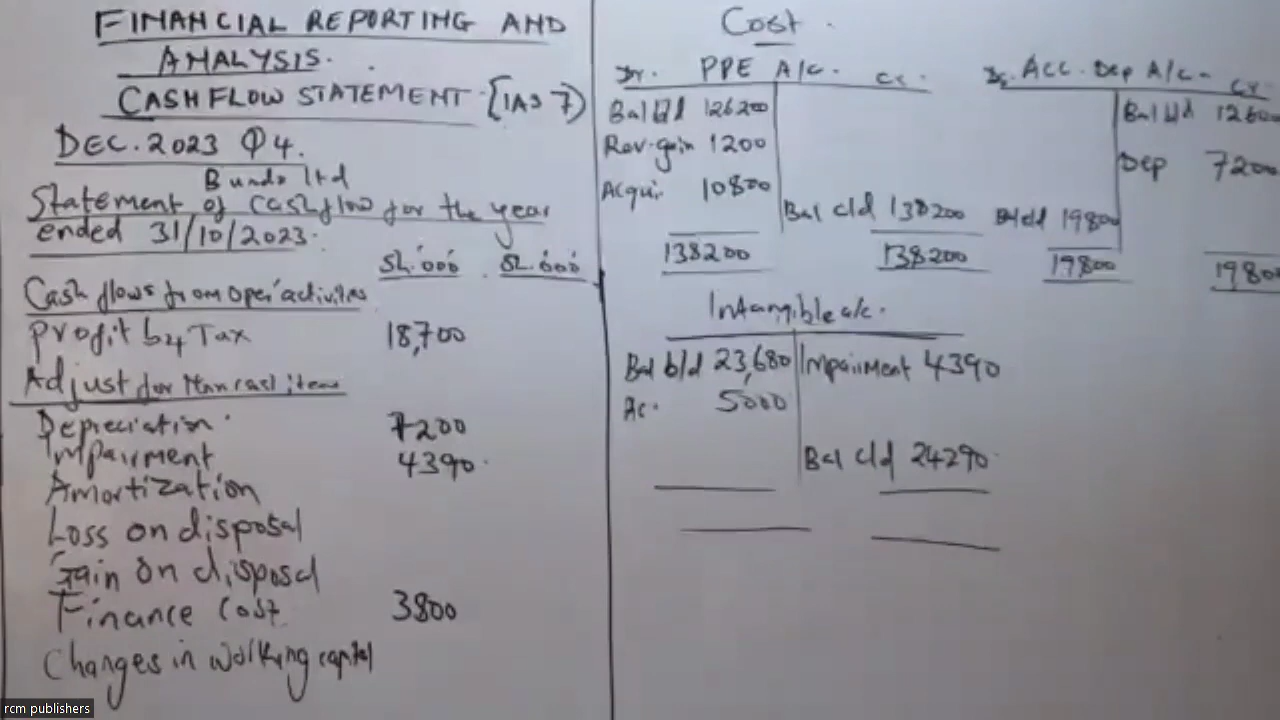 FINANCIAL REPORTING AND
ANALYSIS.
CASHFLOW STATEMENT [IAS 7)
DEC. 2023 Q4.
Bundo ltd
Statement of cashflow for the year
ended 31/10/2023.
Sh.'000' Sh.'000'
Cash flows from oper'activities
Profit b4 Tax 18,700
Adjust for Non cash items
Depreciation 7200
Impairment 4390
Amortization
Loss on disposal
Gain on disposal
Finance Cost 3800
Changes in Working capital
Cost.
Dr. PPE A/c. Cr.
Bal b/d 126200
Rev. gain 1200
Acqui. 10800
Bal c/d 138200
138200 138200
Dr. ACC. Dep A/C. Cr.
Bal b/d 12600
Dep 7200
Bal c/d 19800
19800 19800
Intangible a/c.
Bal b/d 23,680 Impairment 4390
Ac. 5000
Bal c/d 24290
rcm publishers